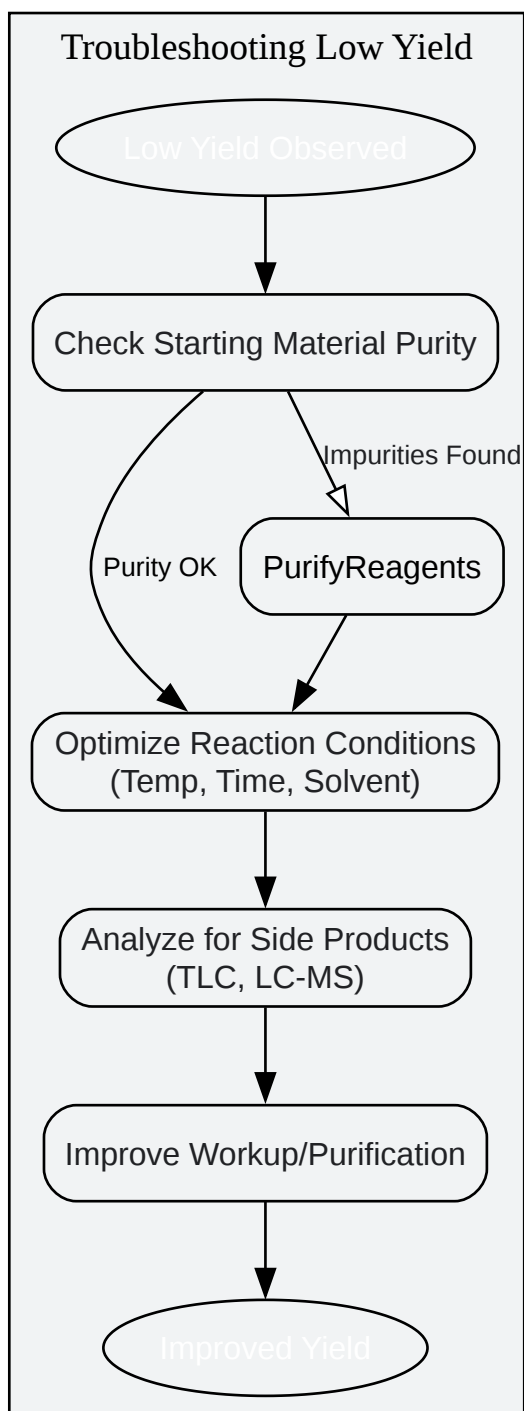 Troubleshooting Low Yield
Low Yield Observed
Check Starting Material Purity
Impurities Found
Purity OK
PurifyReagents
Optimize Reaction Conditions
(Temp, Time, Solvent)
Analyze for Side Products
(TLC, LC-MS)
Improve Workup/Purification
Improved Yield